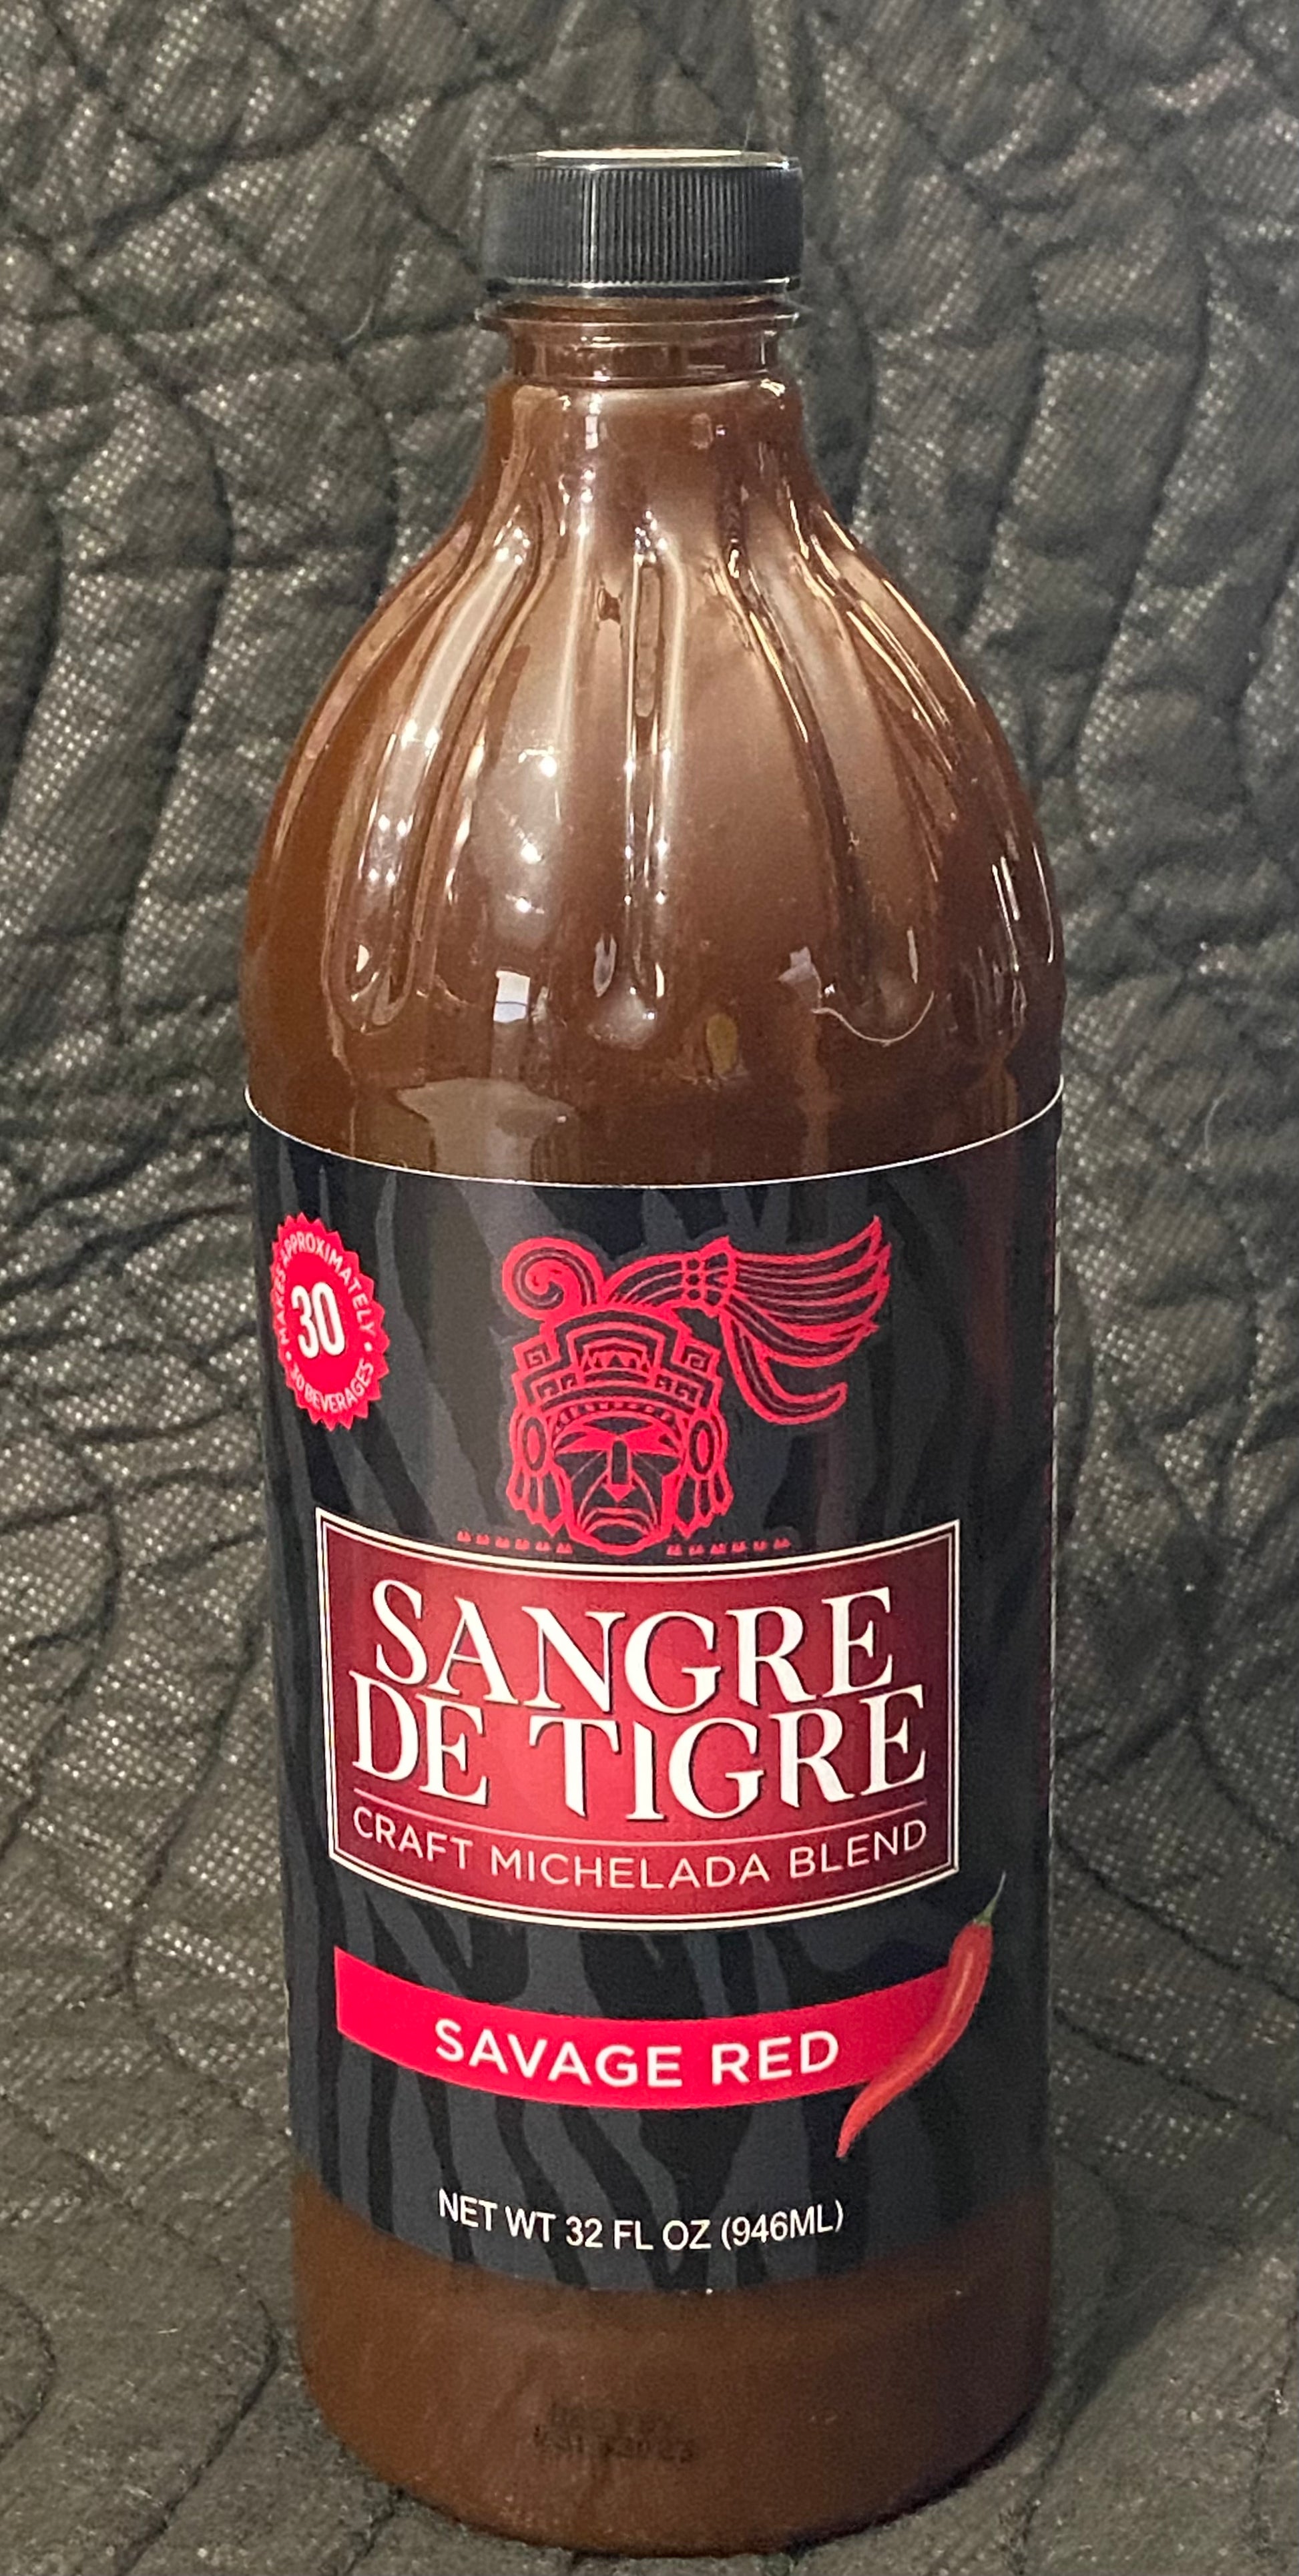 MAKES APPROXIMATELY
30
• 30 BEVERAGES •
SANGRE
DE TIGRE
CRAFT MICHELADA BLEND
SAVAGE RED
NET WT 32 FL OZ (946ML)